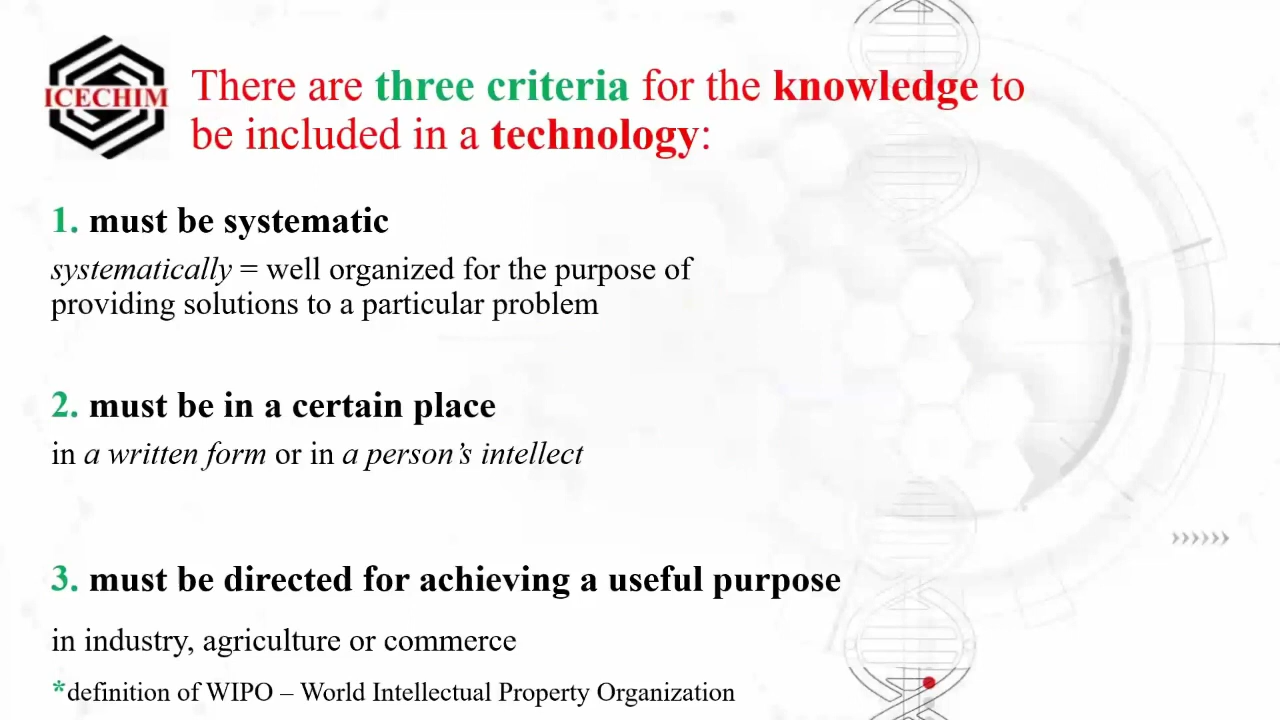 ICECHIM
There are three criteria for the knowledge to
be included in a technology:
1. must be systematic
systematically = well organized for the purpose of
providing solutions to a particular problem
2. must be in a certain place
in a written form or in a person’s intellect
3. must be directed for achieving a useful purpose
in industry, agriculture or commerce
*definition of WIPO – World Intellectual Property Organization